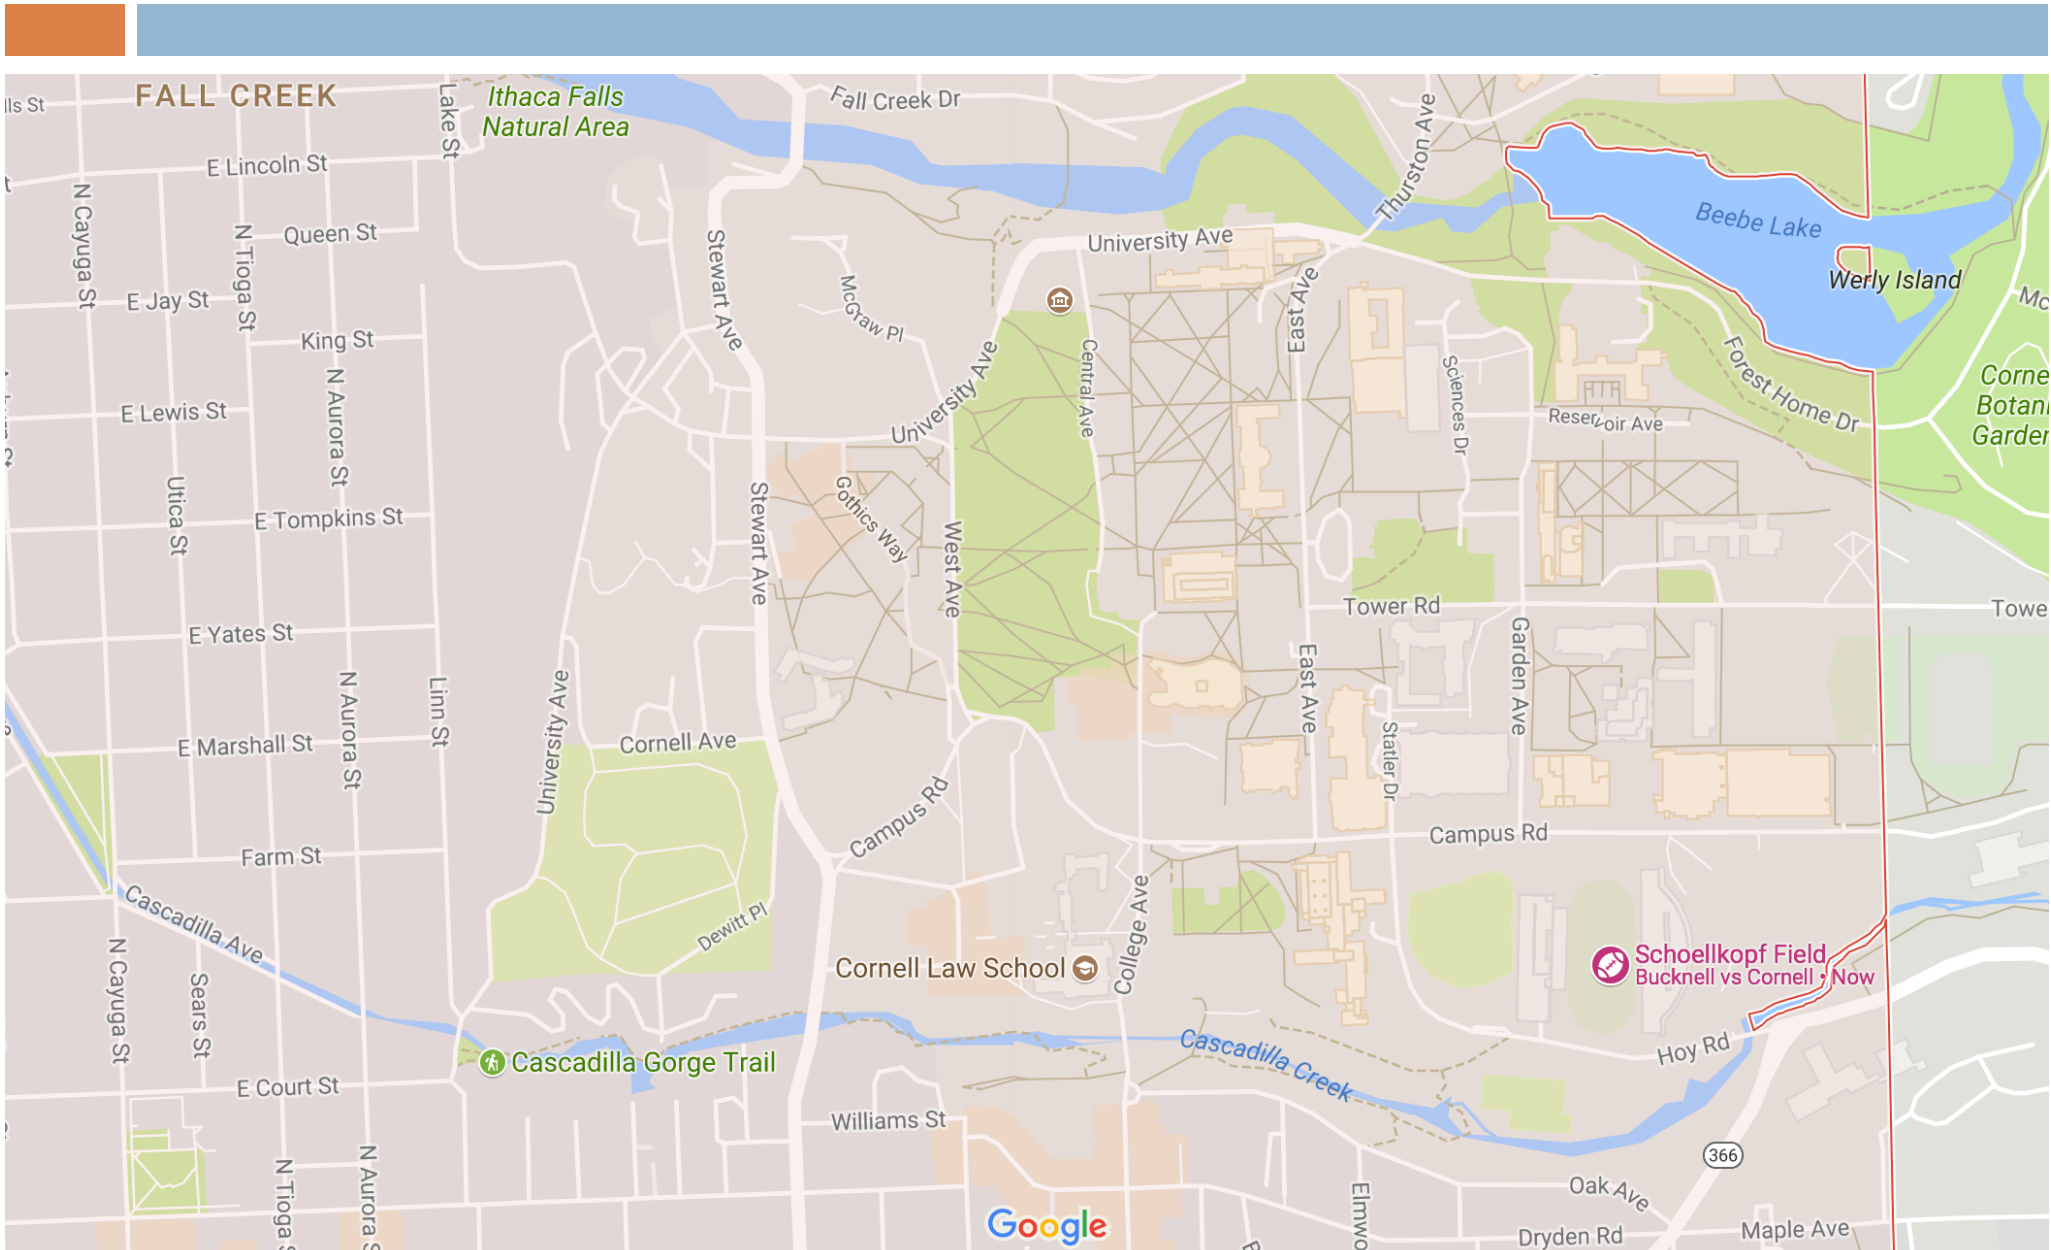 FALL CREEK
Ithaca Falls
Natural Area
Fall Creek Dr
Lake St
Thurston Ave
E Lincoln St
N Cayuga St
N Tioga St
Queen St
Stewart Ave
University Ave
Beebe Lake
Werly Island
E Jay St
McGraw Pl
East Ave
King St
Central Ave
Sciences Dr
Forest Home Dr
University Ave
N Aurora St
E Lewis St
Reservoir Ave
Utica St
Stewart Ave
Gothics Way
West Ave
E Tompkins St
Tower Rd
E Yates St
Garden Ave
East Ave
N Aurora St
Linn St
University Ave
E Marshall St
Cornell Ave
Statler Dr
Campus Rd
Campus Rd
Farm St
Cascadilla Ave
Dewitt Pl
College Ave
N Cayuga St
Sears St
Cornell Law School
Schoellkopf Field
Bucknell vs Cornell • Now
Cascadilla Gorge Trail
Cascadilla Creek
Hoy Rd
E Court St
Williams St
366
N Tioga S
N Aurora S
Elmwo
Oak Ave
Google
Dryden Rd
Maple Ave